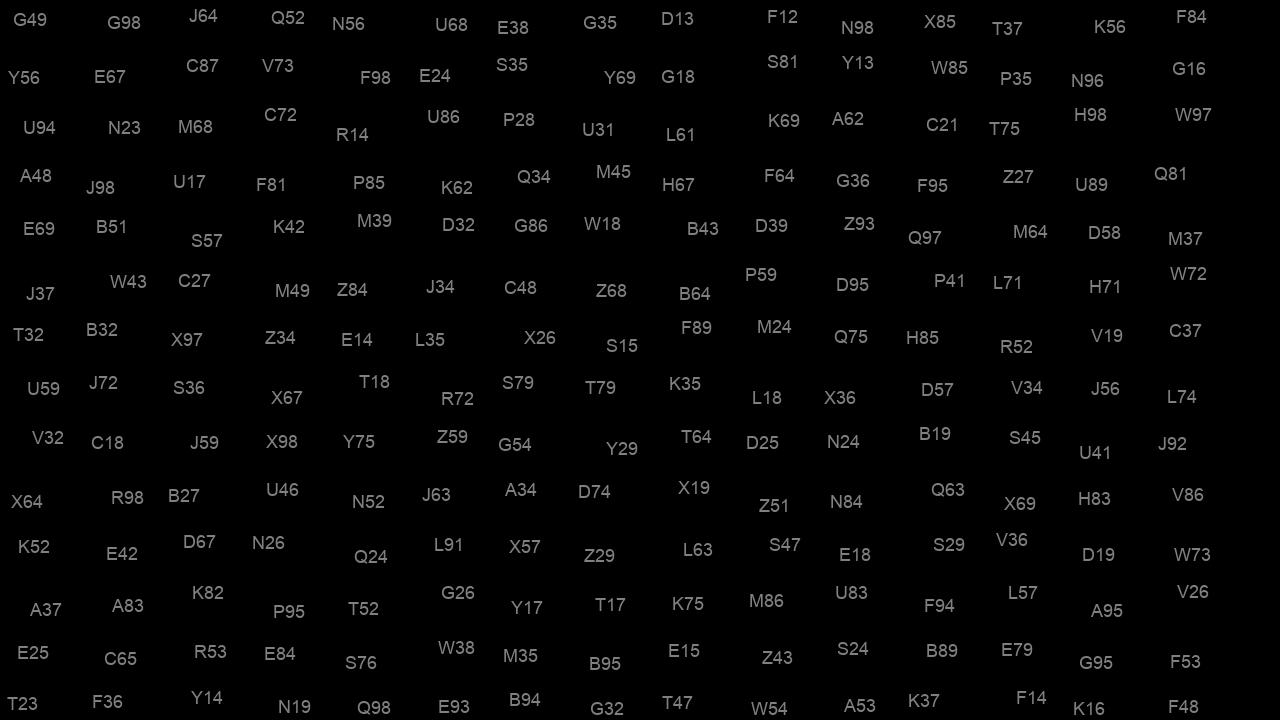 G49 G98 J64 Q52 N56 U68 E38 G35 D13 F12 N98 X85 T37 K56 F84
Y56 E67 C87 V73 F98 E24 S35 Y69 G18 S81 Y13 W85 P35 N96 G16
U94 N23 M68 C72 R14 U86 P28 U31 L61 K69 A62 C21 T75 H98 W97
A48 J98 U17 F81 P85 K62 Q34 M45 H67 F64 G36 F95 Z27 U89 Q81
E69 B51 S57 K42 M39 D32 G86 W18 B43 D39 Z93 Q97 M64 D58 M37
J37 W43 C27 M49 Z84 J34 C48 Z68 B64 P59 D95 P41 L71 H71 W72
T32 B32 X97 Z34 E14 L35 X26 S15 F89 M24 Q75 H85 R52 V19 C37
U59 J72 S36 X67 T18 R72 S79 T79 K35 L18 X36 D57 V34 J56 L74
V32 C18 J59 X98 Y75 Z59 G54 Y29 T64 D25 N24 B19 S45 U41 J92
X64 R98 B27 U46 N52 J63 A34 D74 X19 Z51 N84 Q63 X69 H83 V86
K52 E42 D67 N26 Q24 L91 X57 Z29 L63 S47 E18 S29 V36 D19 W73
A37 A83 K82 P95 T52 G26 Y17 T17 K75 M86 U83 F94 L57 A95 V26
E25 C65 R53 E84 S76 W38 M35 B95 E15 Z43 S24 B89 E79 G95 F53
T23 F36 Y14 N19 Q98 E93 B94 G32 T47 W54 A53 K37 F14 K16 F48